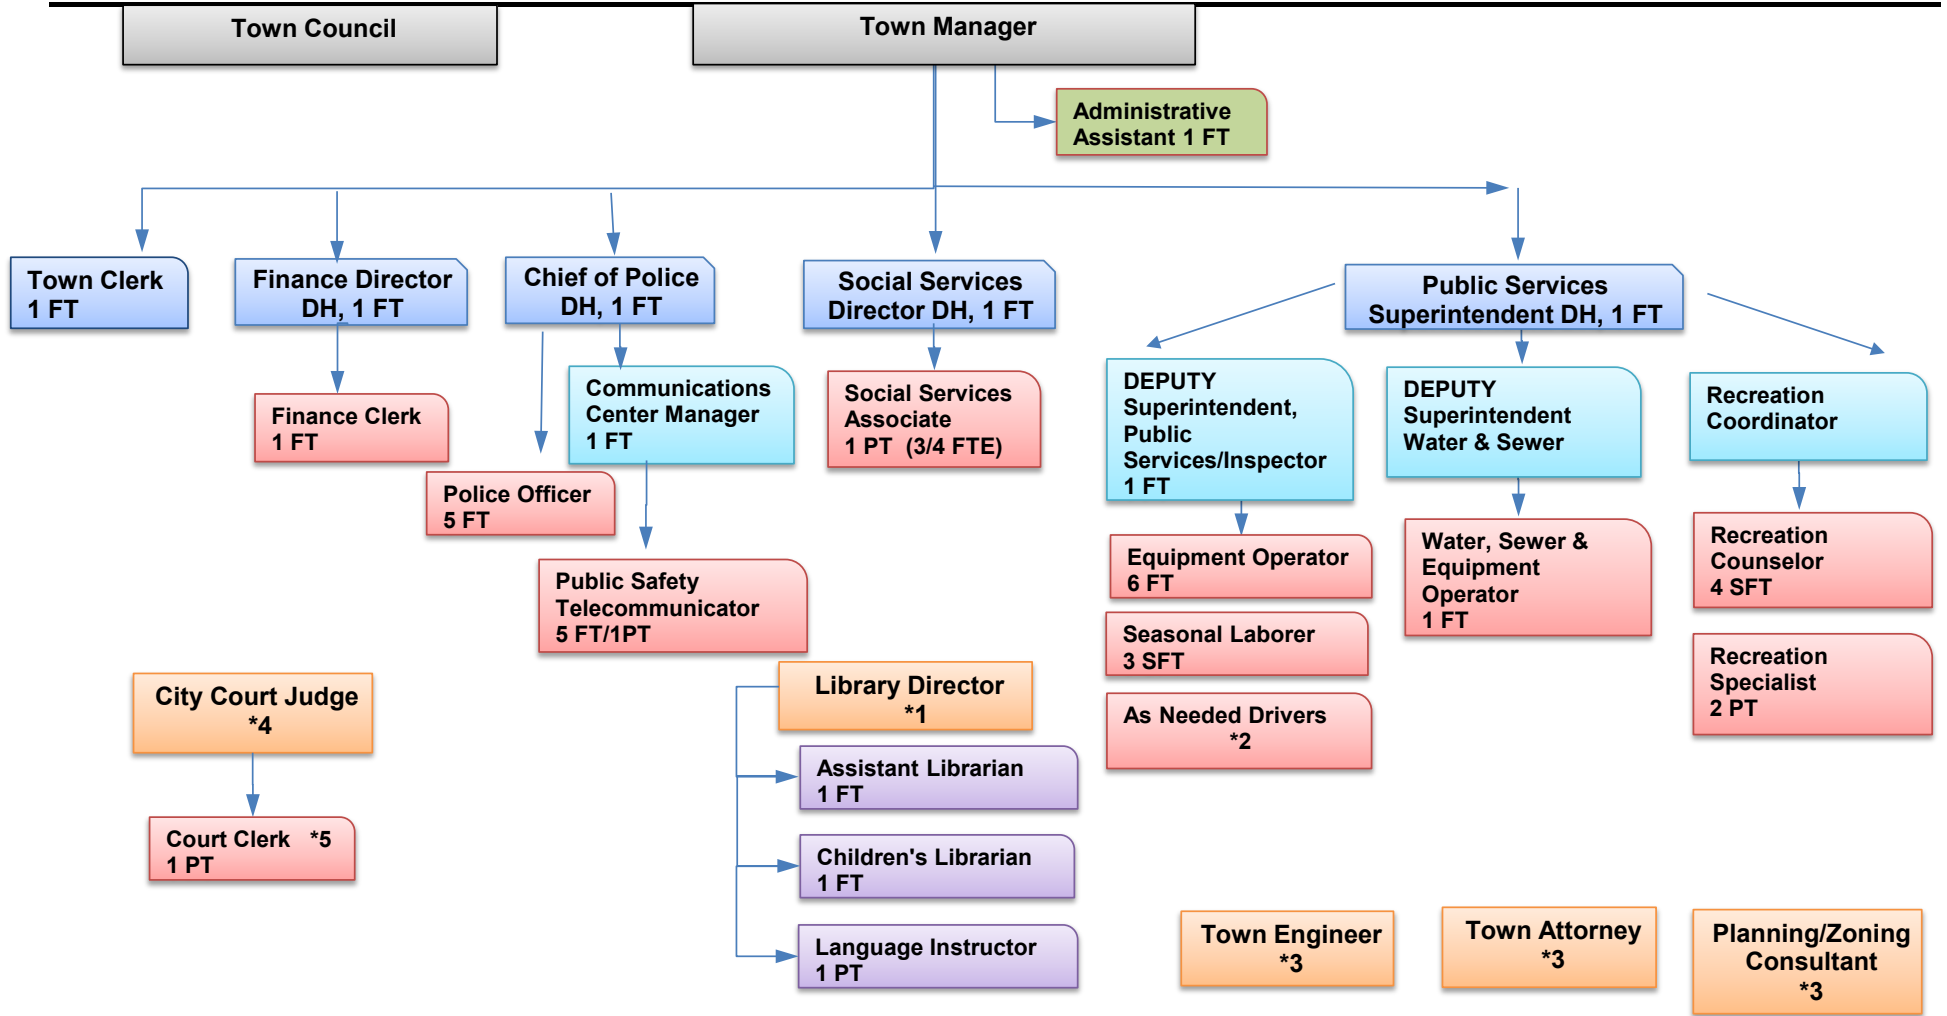 Town Council
Town Manager
Administrative
Assistant 1 FT
Town Clerk
1 FT
Finance Director
DH, 1 FT
Chief of Police
DH, 1 FT
Social Services
Director DH, 1 FT
Public Services
Superintendent DH, 1 FT
Finance Clerk
1 FT
Communications
Center Manager
1 FT
Police Officer
5 FT
Public Safety
Telecommunicator
5 FT/1PT
Social Services
Associate
1 PT (3/4 FTE)
DEPUTY
Superintendent,
Public
Services/Inspector
1 FT
DEPUTY
Superintendent
Water & Sewer
Recreation
Coordinator
Equipment Operator
6 FT
Seasonal Laborer
3 SFT
As Needed Drivers
*2
Water, Sewer &
Equipment
Operator
1 FT
Recreation
Counselor
4 SFT
Recreation
Specialist
2 PT
City Court Judge
*4
Court Clerk *5
1 PT
Library Director
*1
Assistant Librarian
1 FT
Children's Librarian
1 FT
Language Instructor
1 PT
Town Engineer
*3
Town Attorney
*3
Planning/Zoning
Consultant
*3